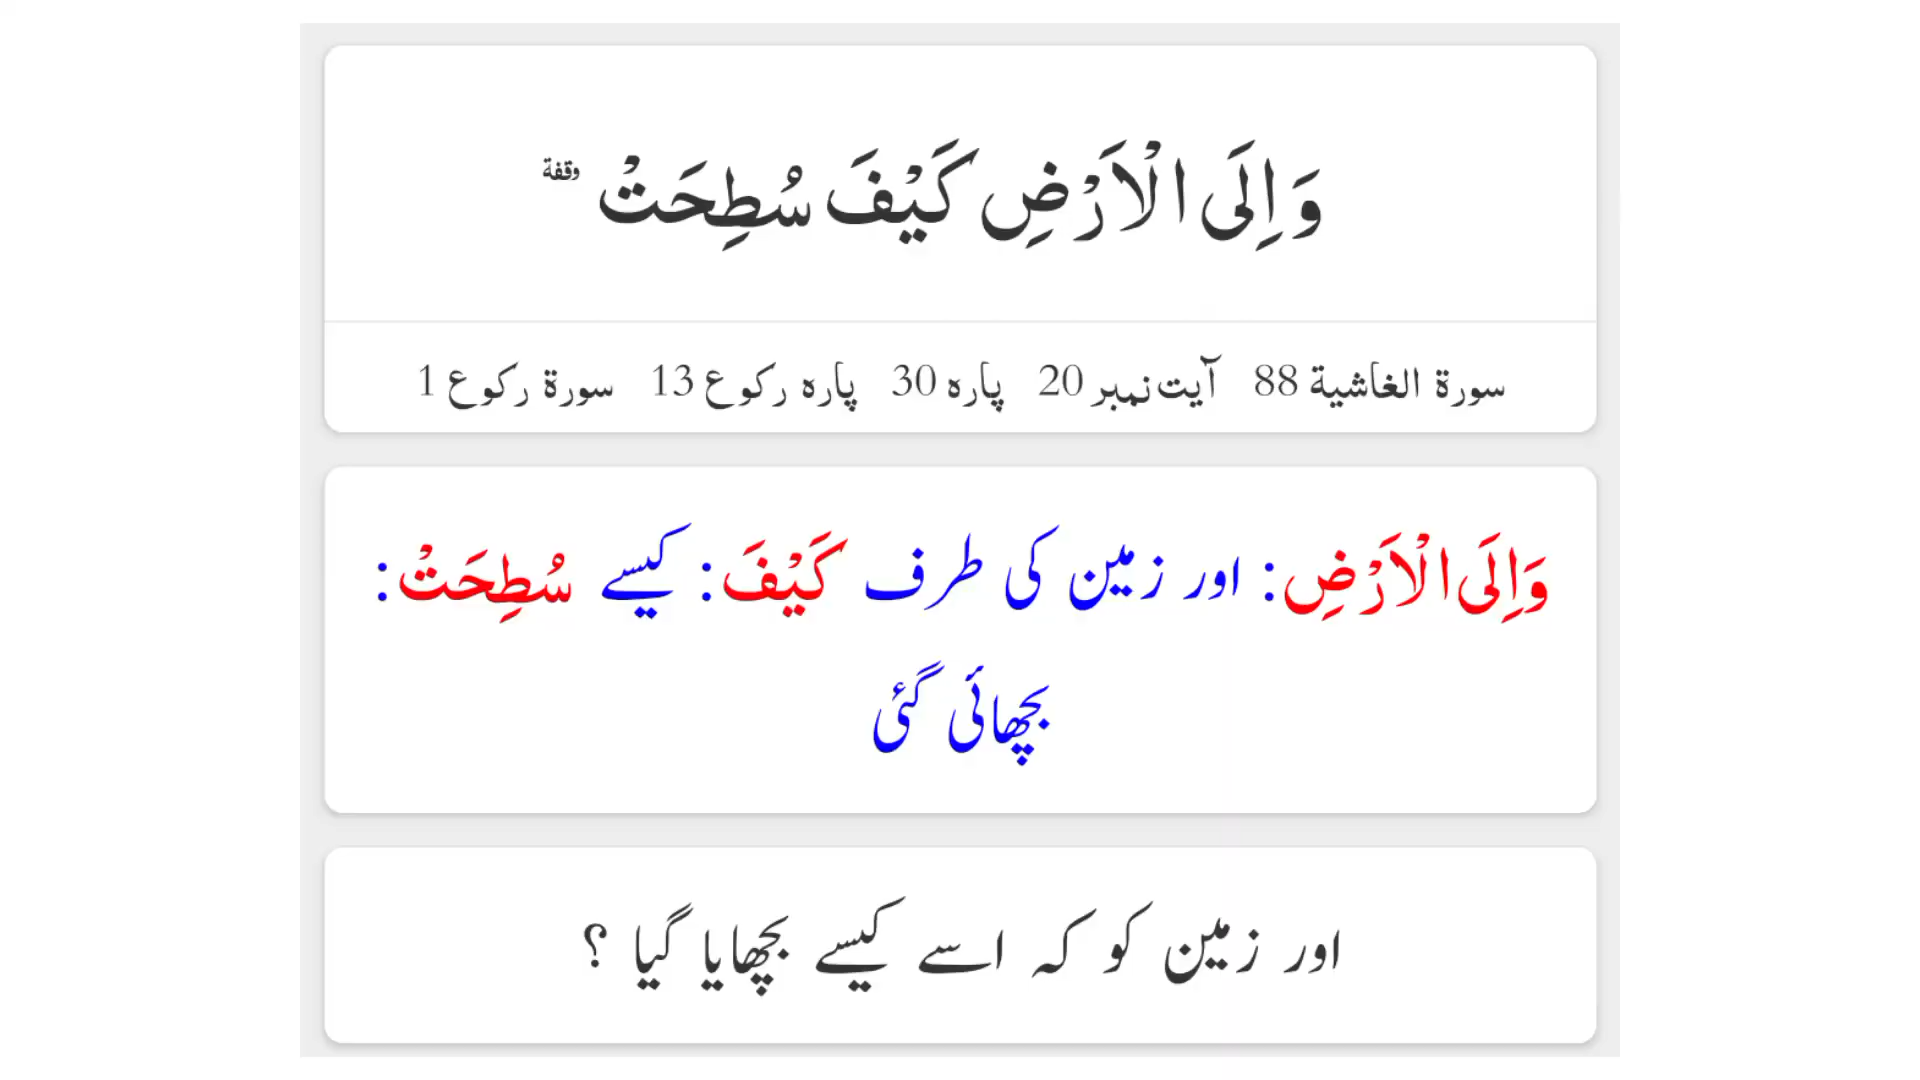 وَ اِلَى الْاَرْضِ كَیْفَ سُطِحَتْ وقفة
سورة الغاشية 88 آیت نمبر 20 پارہ 30 پارہ رکوع 13 سورة رکوع 1
وَاِلَى الْاَرْضِ: اور زمین کی طرف كَیْفَ: کیسے سُطِحَتْ:
بچھائی گئی
اور زمین کو کہ اسے کیسے بچھایا گیا ؟